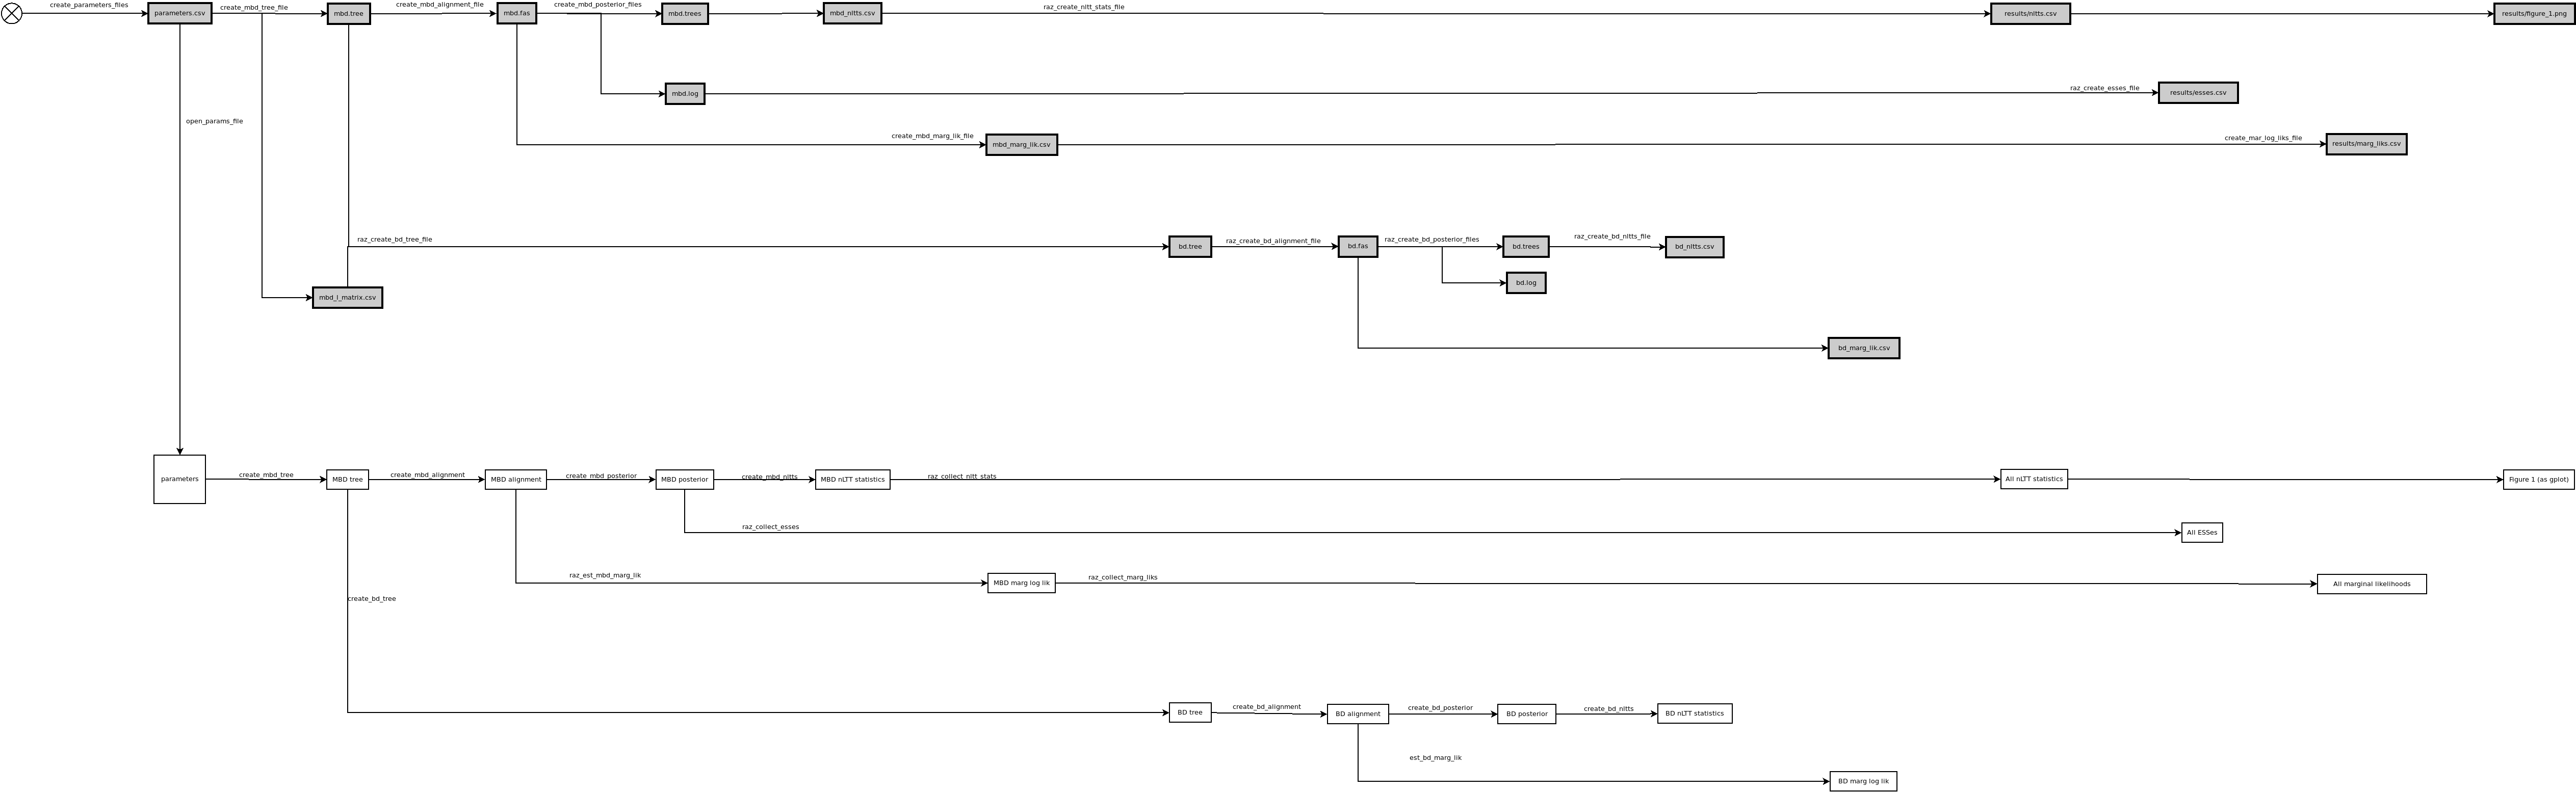 create_parameters_files
parameters.csv
create_mbd_tree_file
mbd.tree
create_mbd_alignment_file
mbd.fas
create_mbd_posterior_files
mbd.trees
mbd_nltts.csv
raz_create_nltt_stats_file
results/nltts.csv
results/figure_1.png
mbd.log
raz_create_esses_file
results/esses.csv
open_params_file
create_mbd_marg_lik_file
mbd_marg_lik.csv
create_mar_log_liks_file
results/marg_liks.csv
raz_create_bd_tree_file
bd.tree
raz_create_bd_alignment_file
bd.fas
raz_create_bd_posterior_files
bd.trees
raz_create_bd_nltts_file
bd_nltts.csv
bd.log
mbd_l_matrix.csv
bd_marg_lik.csv
parameters
create_mbd_tree
MBD tree
create_mbd_alignment
MBD alignment
create_mbd_posterior
MBD posterior
create_mbd_nltts
MBD nLTT statistics
raz_collect_nltt_stats
All nLTT statistics
Figure 1 (as gplot)
raz_collect_esses
All ESSes
raz_est_mbd_marg_lik
MBD marg log lik
raz_collect_marg_liks
All marginal likelihoods
create_bd_tree
BD tree
create_bd_alignment
BD alignment
create_bd_posterior
BD posterior
create_bd_nltts
BD nLTT statistics
est_bd_marg_lik
BD marg log lik